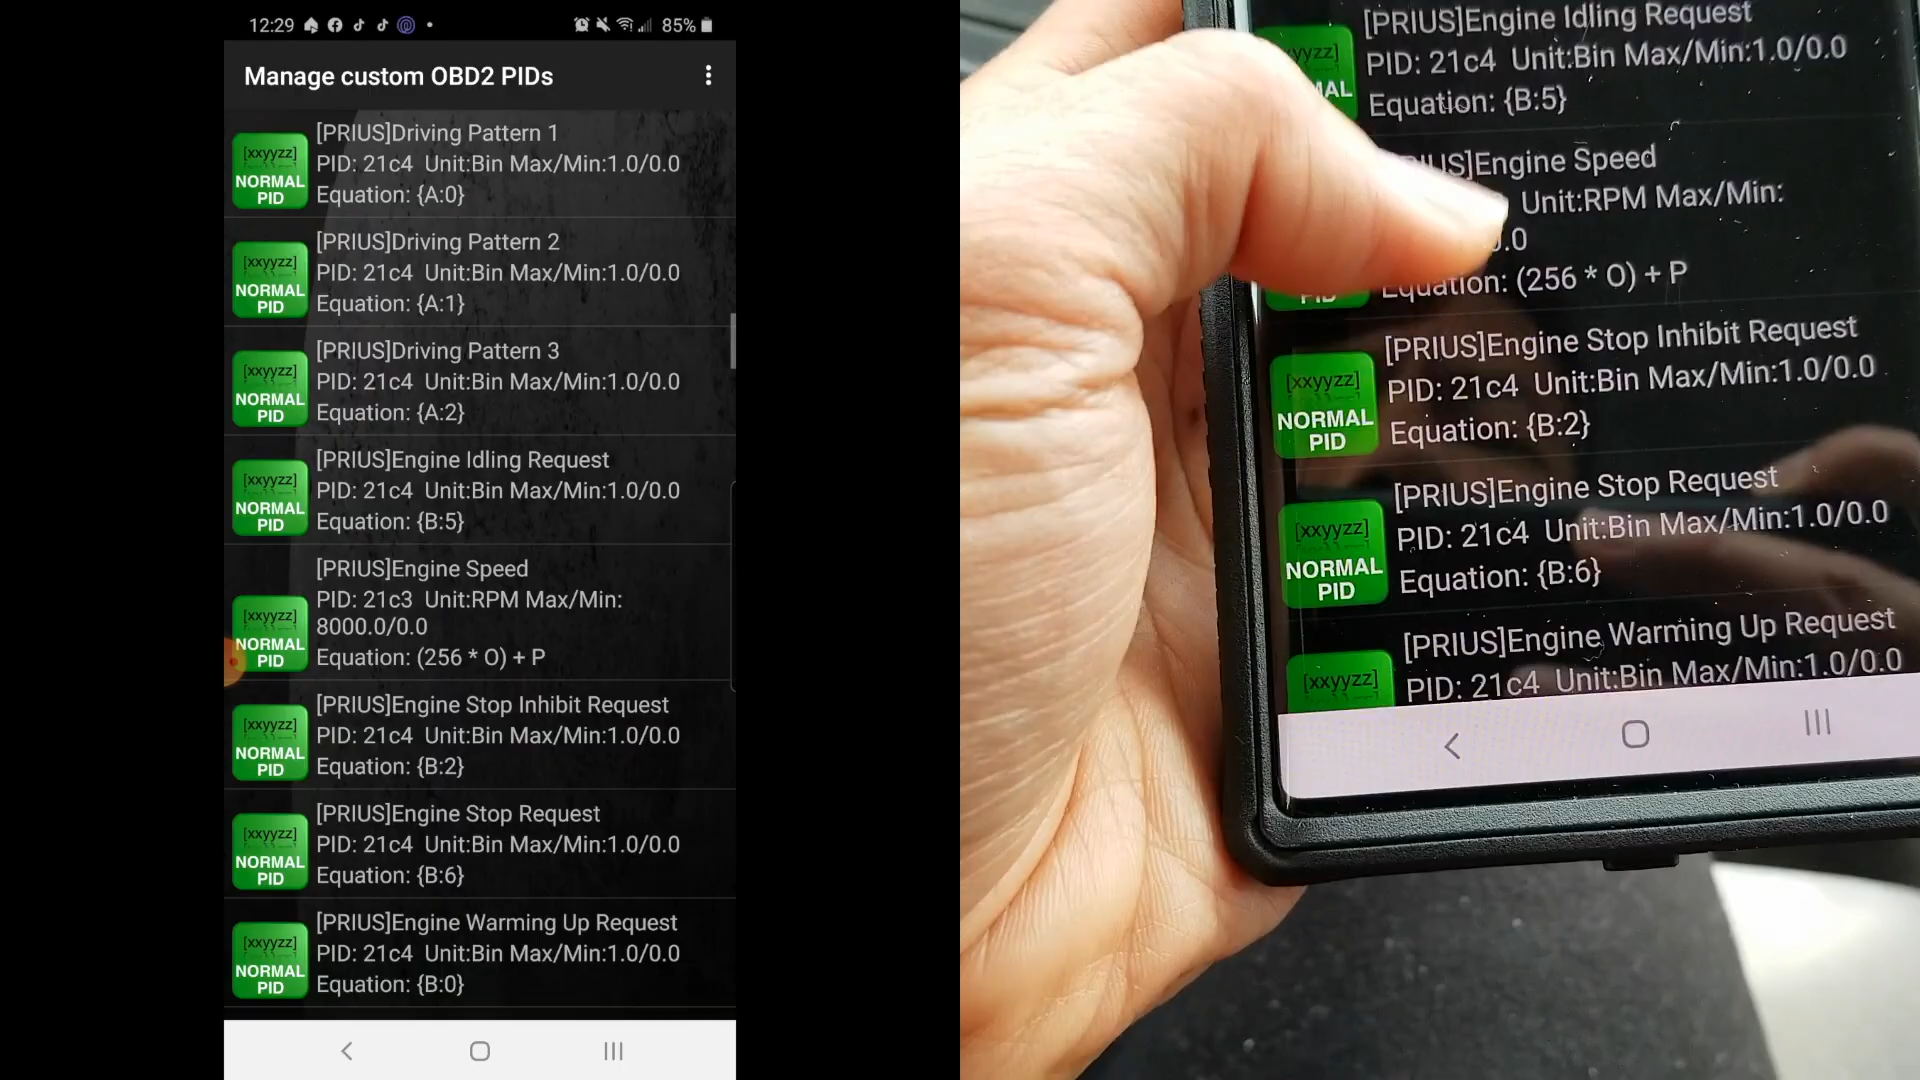 12:29
85%
Manage custom OBD2 PIDs
[PRIUS]Driving Pattern 1
PID: 21c4 Unit:Bin Max/Min:1.0/0.0
Equation: {A:0}
[xxyyzz]
NORMAL
PID
[PRIUS]Driving Pattern 2
PID: 21c4 Unit:Bin Max/Min:1.0/0.0
Equation: {A:1}
[xxyyzz]
NORMAL
PID
[PRIUS]Driving Pattern 3
PID: 21c4 Unit:Bin Max/Min:1.0/0.0
Equation: {A:2}
[xxyyzz]
NORMAL
PID
[PRIUS]Engine Idling Request
PID: 21c4 Unit:Bin Max/Min:1.0/0.0
Equation: {B:5}
[xxyyzz]
NORMAL
PID
[PRIUS]Engine Speed
PID: 21c3 Unit:RPM Max/Min:
8000.0/0.0
Equation: (256 * O) + P
[xxyyzz]
NORMAL
PID
[PRIUS]Engine Stop Inhibit Request
PID: 21c4 Unit:Bin Max/Min:1.0/0.0
Equation: {B:2}
[xxyyzz]
NORMAL
PID
[PRIUS]Engine Stop Request
PID: 21c4 Unit:Bin Max/Min:1.0/0.0
Equation: {B:6}
[xxyyzz]
NORMAL
PID
[PRIUS]Engine Warming Up Request
PID: 21c4 Unit:Bin Max/Min:1.0/0.0
Equation: {B:0}
[xxyyzz]
NORMAL
PID
[PRIUS]Engine Idling Request
PID: 21c4 Unit:Bin Max/Min:1.0/0.0
Equation: {B:5}
Engine Speed
Unit:RPM Max/Min:
Equation: (256 * O) + P
PID
[PRIUS]Engine Stop Inhibit Request
PID: 21c4 Unit:Bin Max/Min:1.0/0.0
Equation: {B:2}
[xxyyzz]
NORMAL
PID
[PRIUS]Engine Stop Request
PID: 21c4 Unit:Bin Max/Min:1.0/0.0
Equation: {B:6}
[xxyyzz]
NORMAL
PID
[PRIUS]Engine Warming Up Request
PID: 21c4 Unit:Bin Max/Min:1.0/0.0
[xxyyzz]